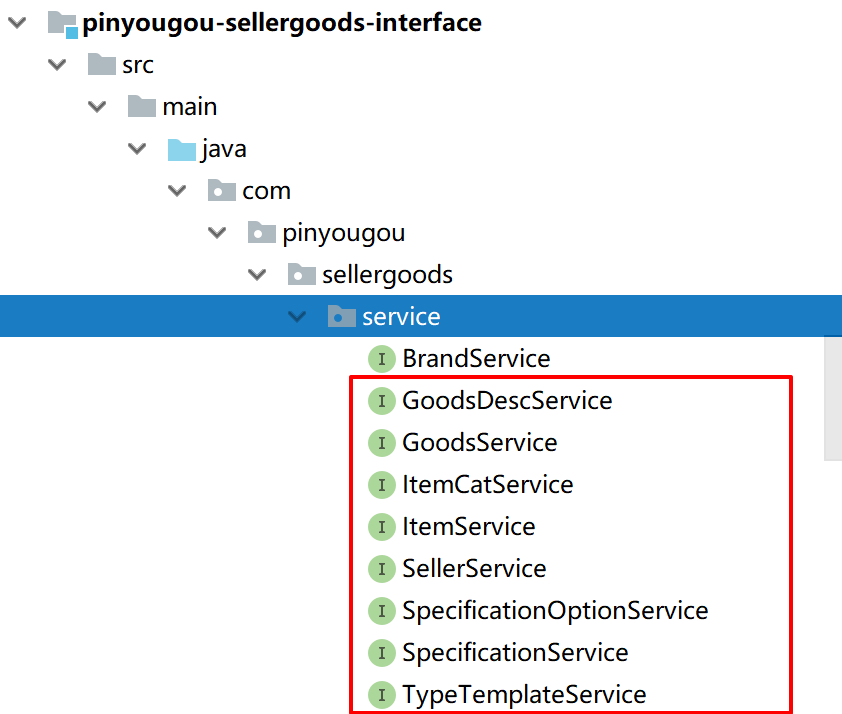 pinyougou-sellergoods-interface
src
main
java
com
pinyougou
sellergoods
service
I BrandService
I GoodsDescService
I GoodsService
I ItemCatService
I ItemService
I SellerService
I SpecificationOptionService
I SpecificationService
I TypeTemplateService